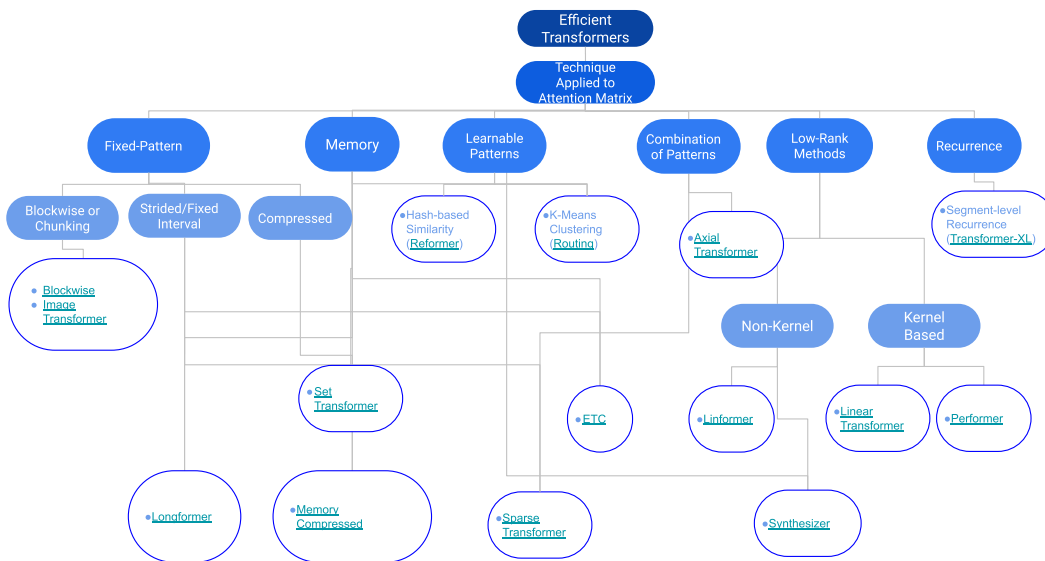 Efficient
Transformers
Technique
Applied to
Attention Matrix
Fixed-Pattern
Memory
Learnable
Patterns
Combination
of Patterns
Low-Rank
Methods
Recurrence
Blockwise or
Chunking
Strided/Fixed
Interval
Compressed
Hash-based
Similarity
(Reformer)
K-Means
Clustering
(Routing)
Axial
Transformer
Segment-level
Recurrence
(Transformer-XL)
Blockwise
Image
Transformer
Non-Kernel
Kernel
Based
Set
Transformer
ETC
Linformer
Linear
Transformer
Performer
Longformer
Memory
Compressed
Sparse
Transformer
Synthesizer